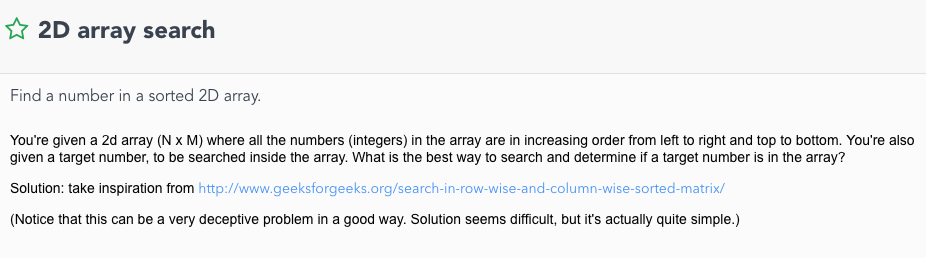 2D array search
Find a number in a sorted 2D array.
You're given a 2d array (N x M) where all the numbers (integers) in the array are in increasing order from left to right and top to bottom. You're also
given a target number, to be searched inside the array. What is the best way to search and determine if a target number is in the array?
Solution: take inspiration from http://www.geeksforgeeks.org/search-in-row-wise-and-column-wise-sorted-matrix/
(Notice that this can be a very deceptive problem in a good way. Solution seems difficult, but it's actually quite simple.)